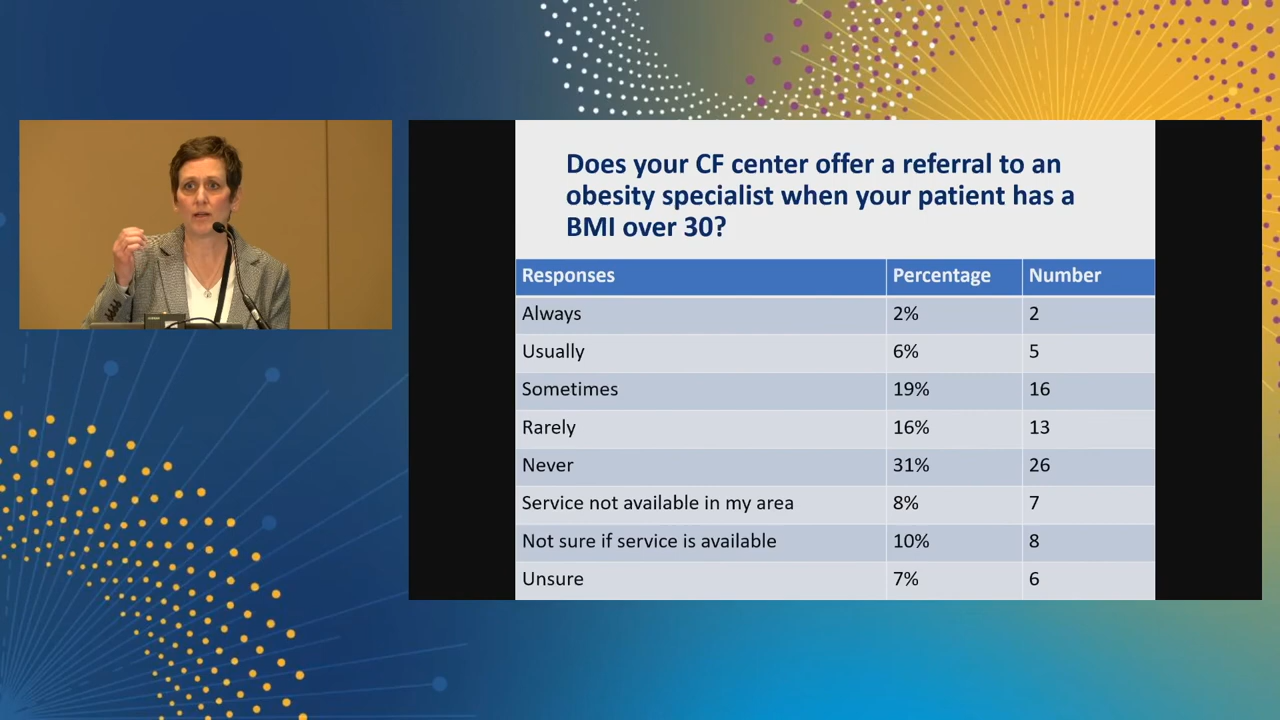 Does your CF center offer a referral to an
obesity specialist when your patient has a
BMI over 30?
Responses Percentage Number
Always 2% 2
Usually 6% 5
Sometimes 19% 16
Rarely 16% 13
Never 31% 26
Service not available in my area 8% 7
Not sure if service is available 10% 8
Unsure 7% 6